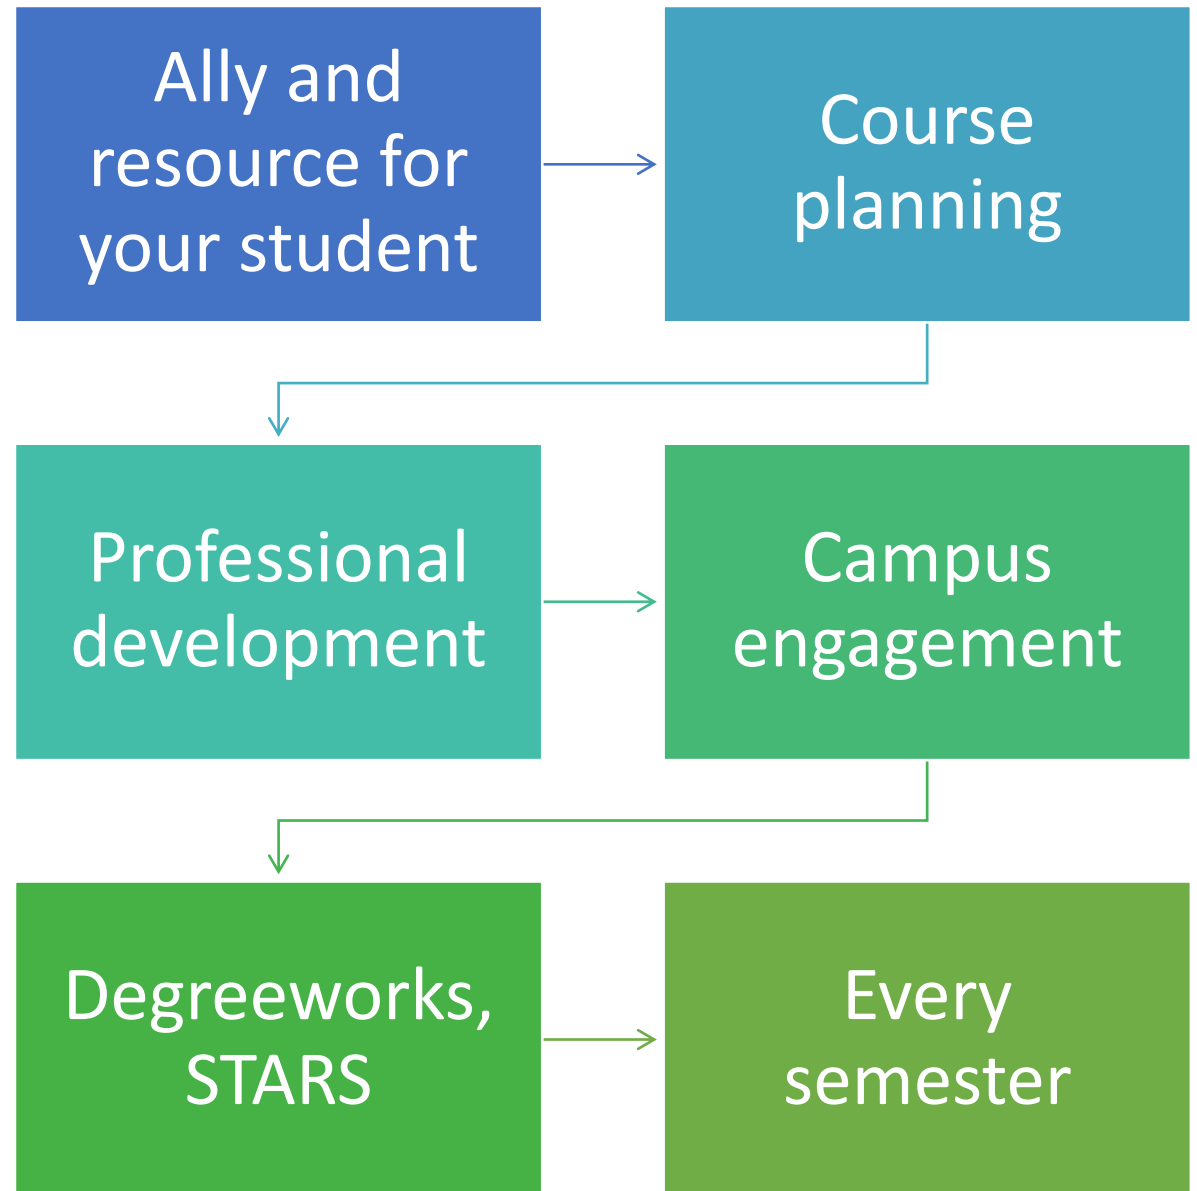 Ally and
resource for
your student
Course
planning
Professional
development
Campus
engagement
Degreeworks,
STARS
Every
semester